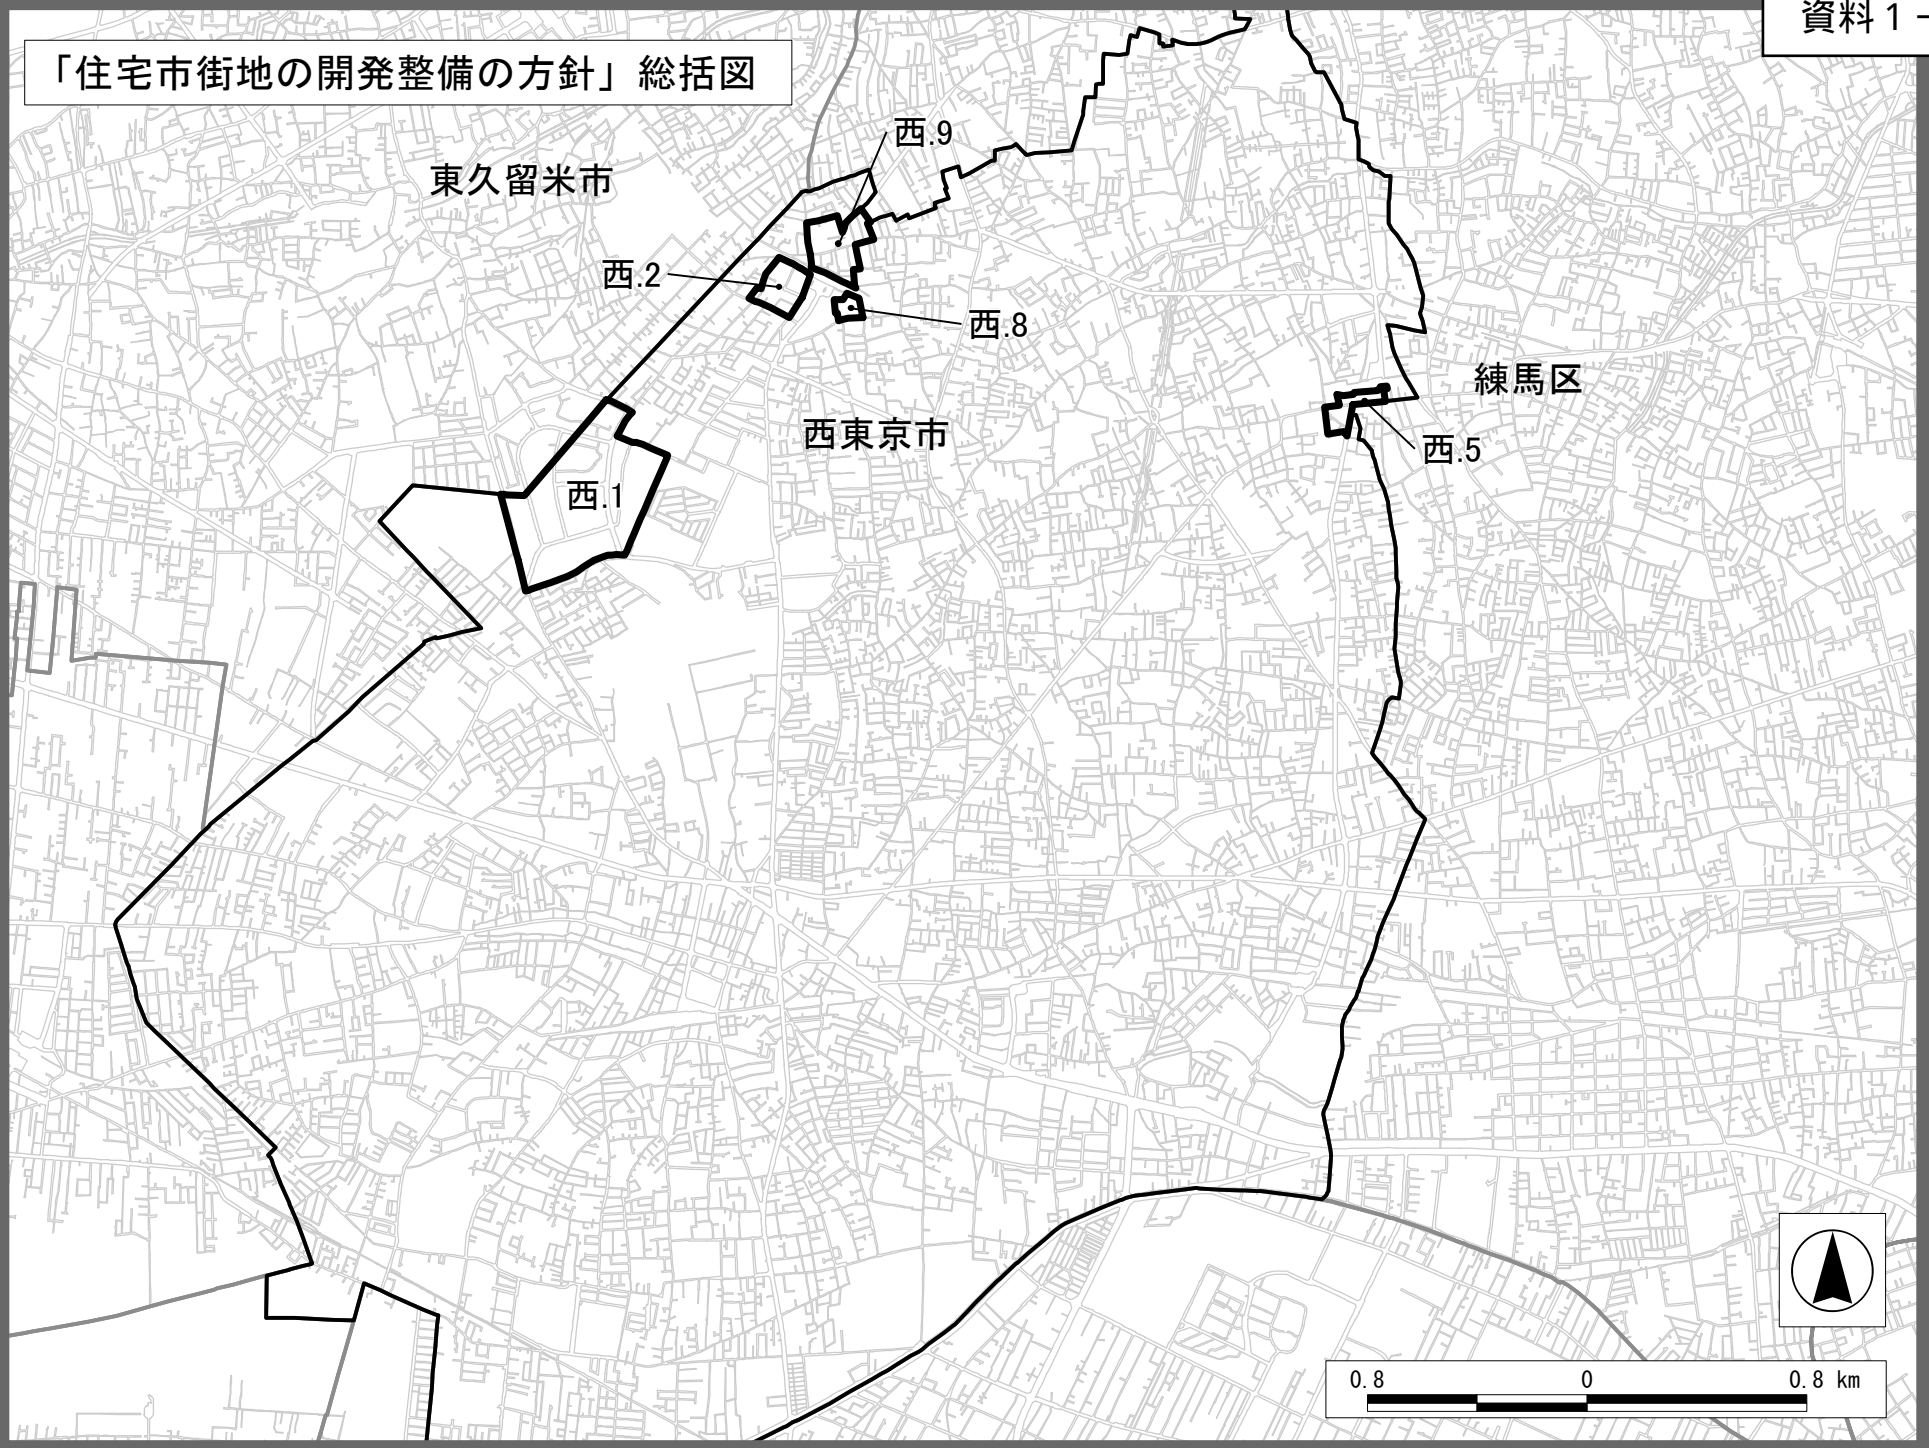 資料１-
「住宅市街地の開発整備の方針」総括図
西.9
東久留米市
西.2
西.8
練馬区
西東京市
西.5
西.1
0.8 0 0.8 km